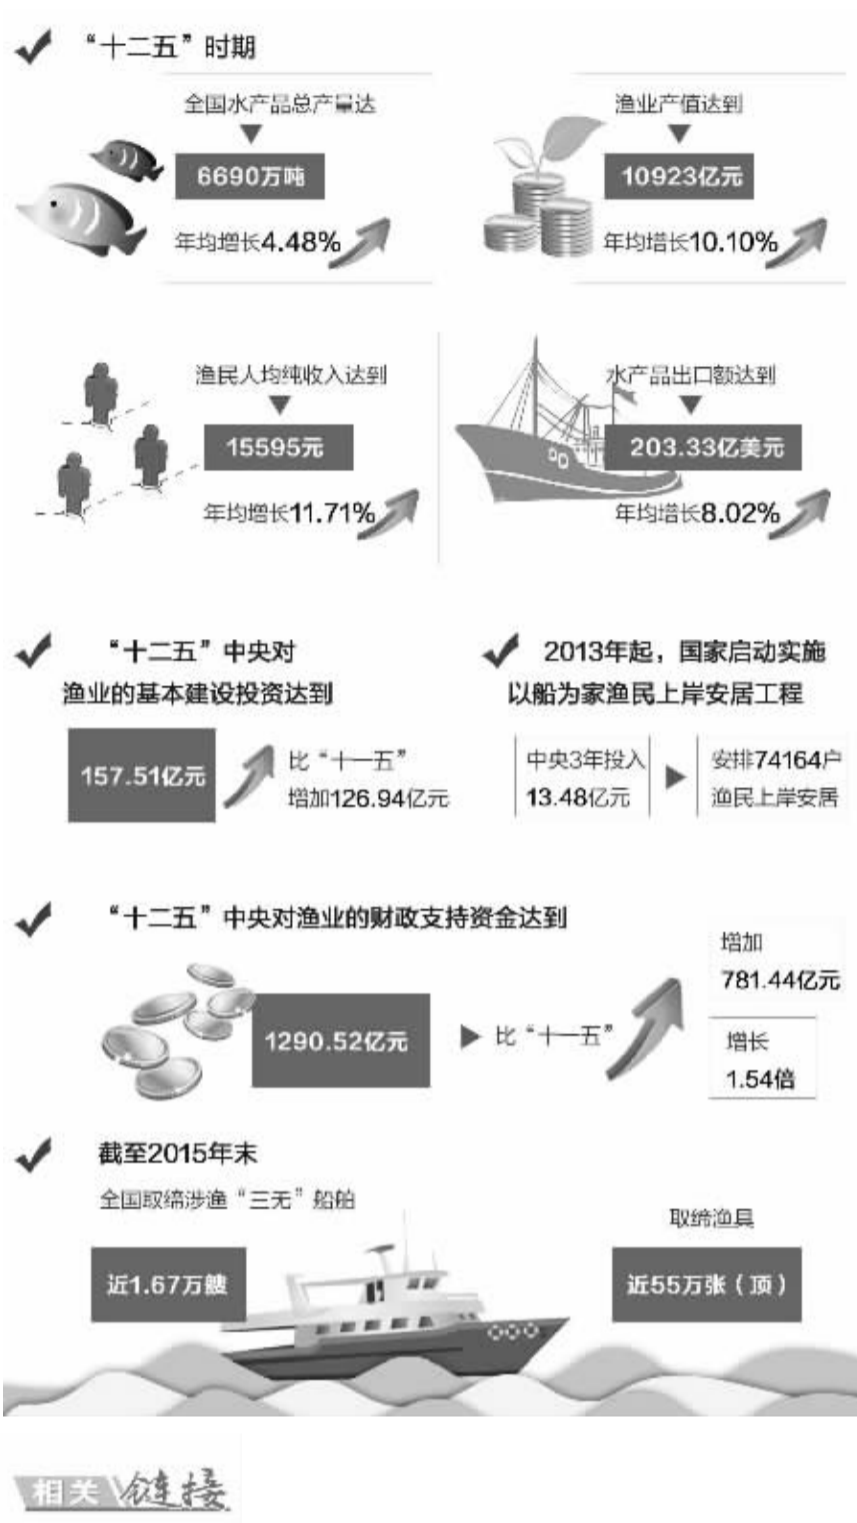 “十二五”时期
全国水产品总产量达
6690万吨
年均增长4.48%
渔业产值达到
10923亿元
年均增长10.10%
渔民人均纯收入达到
15595元
年均增长11.71%
水产品出口额达到
203.33亿美元
年均增长8.02%
“十二五”中央对
渔业的基本建设投资达到
157.51亿元
比“十一五”
增加126.94亿元
2013年起，国家启动实施
以船为家渔民上岸安居工程
中央3年投入
13.48亿元
安排74164户
渔民上岸安居
“十二五”中央对渔业的财政支持资金达到
1290.52亿元
比“十一五”
增加
781.44亿元
增长
1.54倍
截至2015年末
全国取缔涉渔“三无”船舶
近1.67万艘
取缔渔具
近55万张（顶）
相关链接